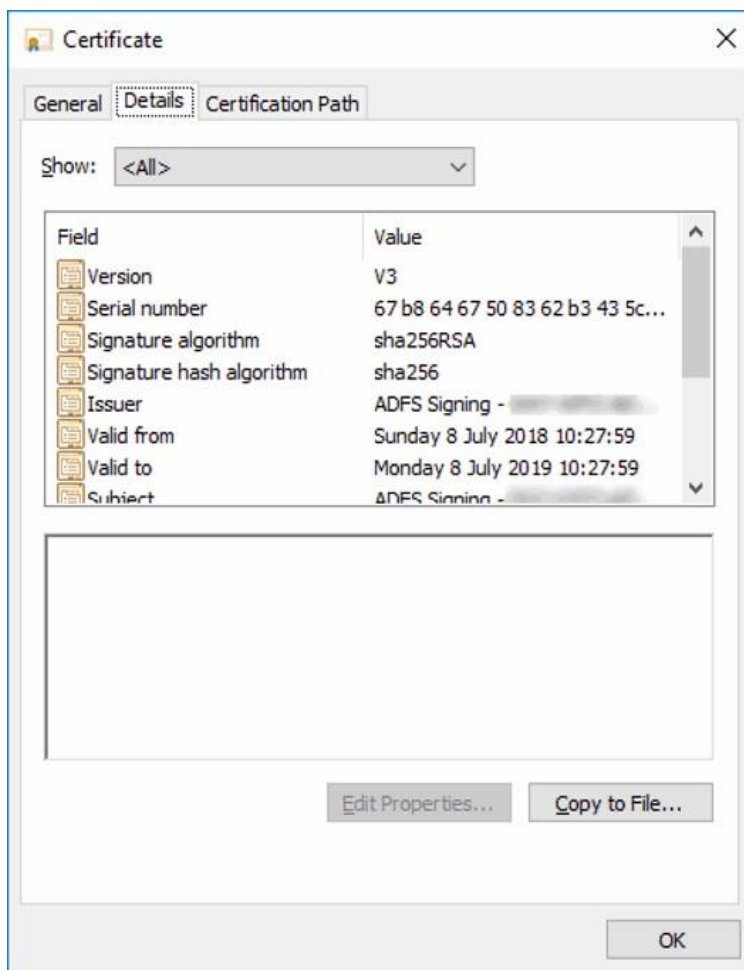 Certificate
General Details Certification Path
Show: <All>
Field Value
Version V3
Serial number 67 b8 64 67 50 83 62 b3 43 5c...
Signature algorithm sha256RSA
Signature hash algorithm sha256
Issuer ADFS Signing -
Valid from Sunday 8 July 2018 10:27:59
Valid to Monday 8 July 2019 10:27:59
Subject ADFS Signing -
Edit Properties... Copy to File...
OK